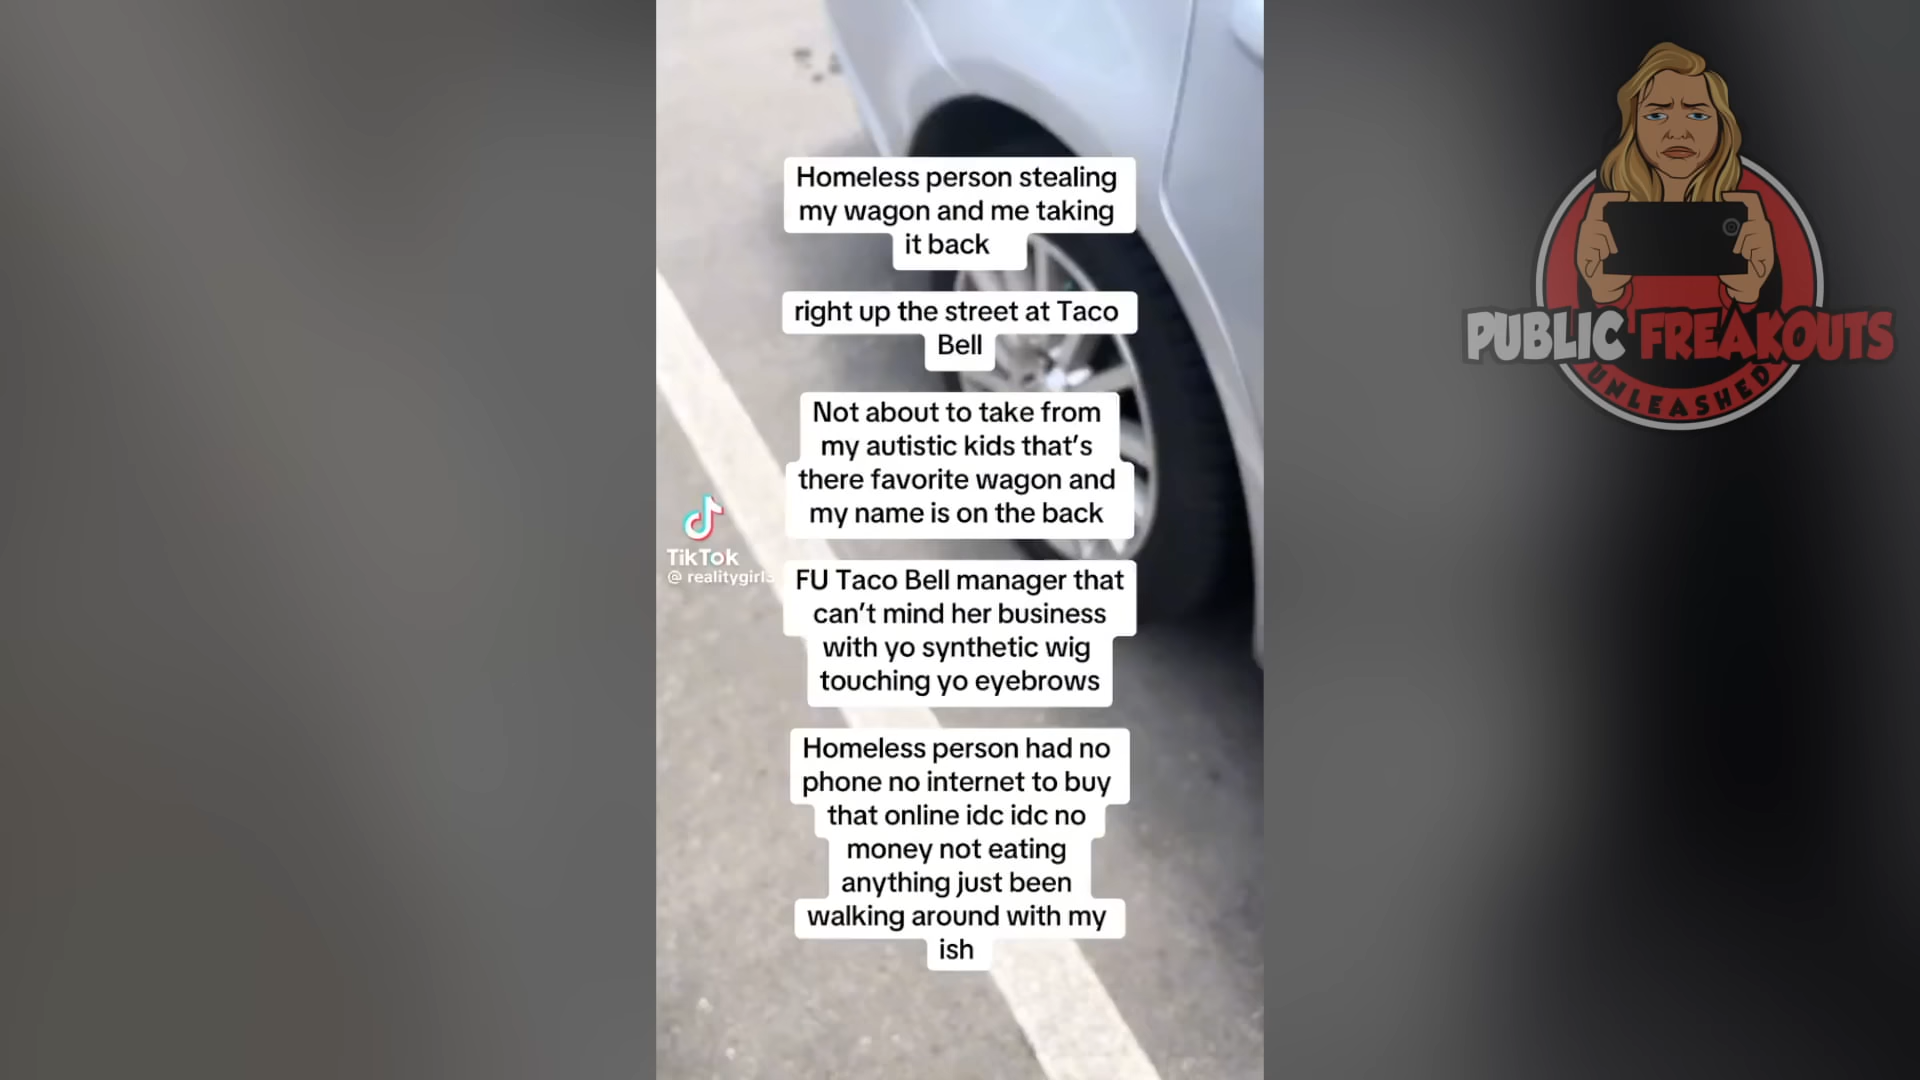 Homeless person stealing
my wagon and me taking
it back
right up the street at Taco
Bell
Not about to take from
my autistic kids that's
there favorite wagon and
my name is on the back
FU Taco Bell manager that
can't mind her business
with yo synthetic wig
touching yo eyebrows
Homeless person had no
phone no internet to buy
that online idc idc no
money not eating
anything just been
walking around with my
ish
TikTok
@ realitygirl
PUBLIC FREAKOUTS
UNLEASHED